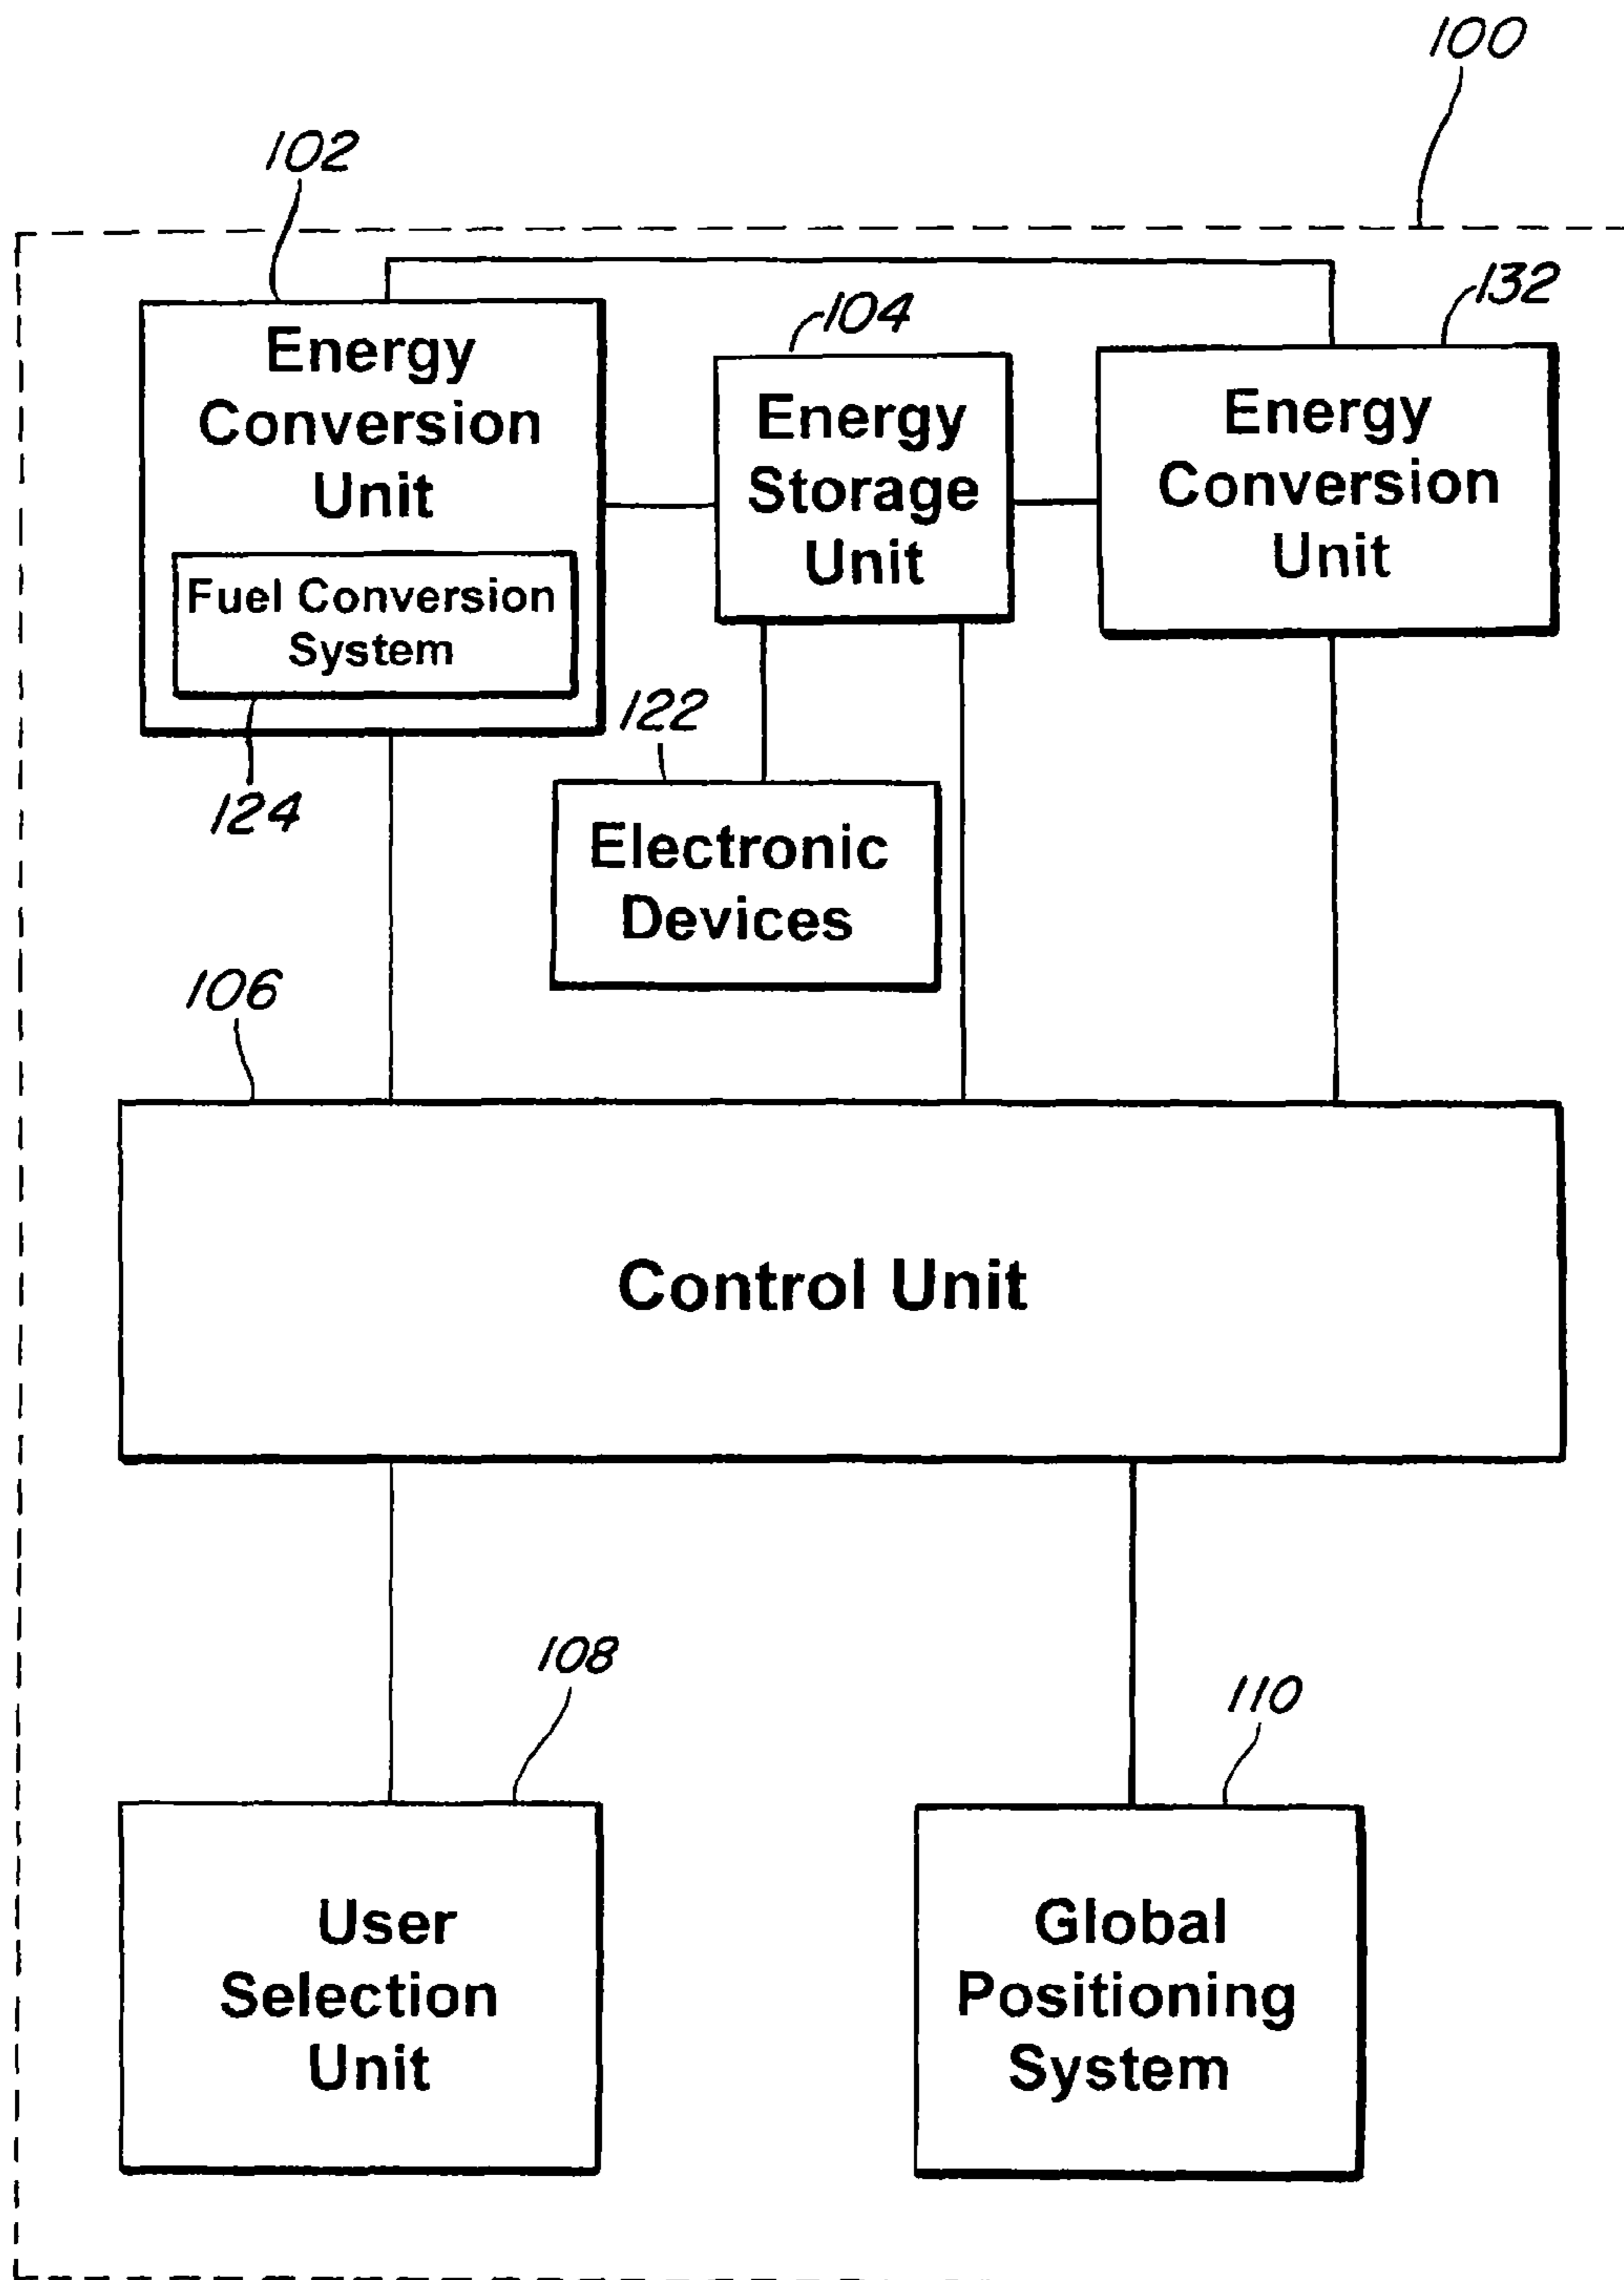 100
102
Energy
Conversion
Unit
Fuel Conversion
System
124
104
Energy
Storage
Unit
132
Energy
Conversion
Unit
122
Electronic
Devices
106
Control Unit
108
User
Selection
Unit
110
Global
Positioning
System